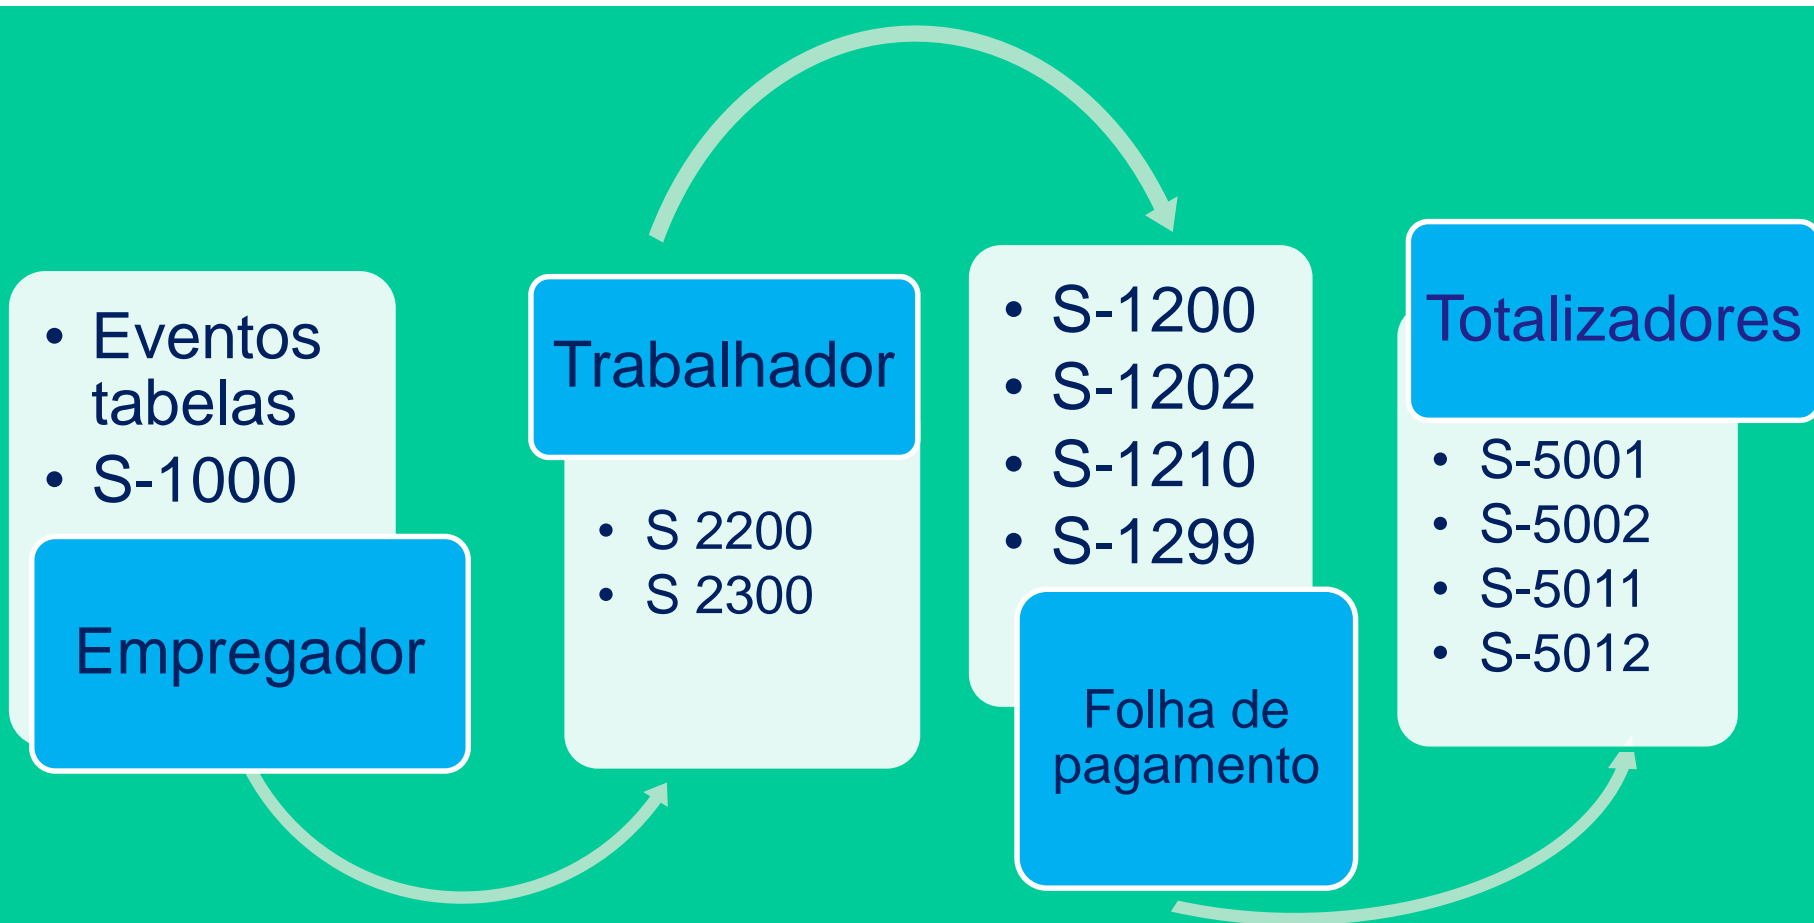 • Eventos
tabelas
• S-1000
Empregador
Trabalhador
• S 2200
• S 2300
• S-1200
• S-1202
• S-1210
• S-1299
Folha de
pagamento
Totalizadores
• S-5001
• S-5002
• S-5011
• S-5012